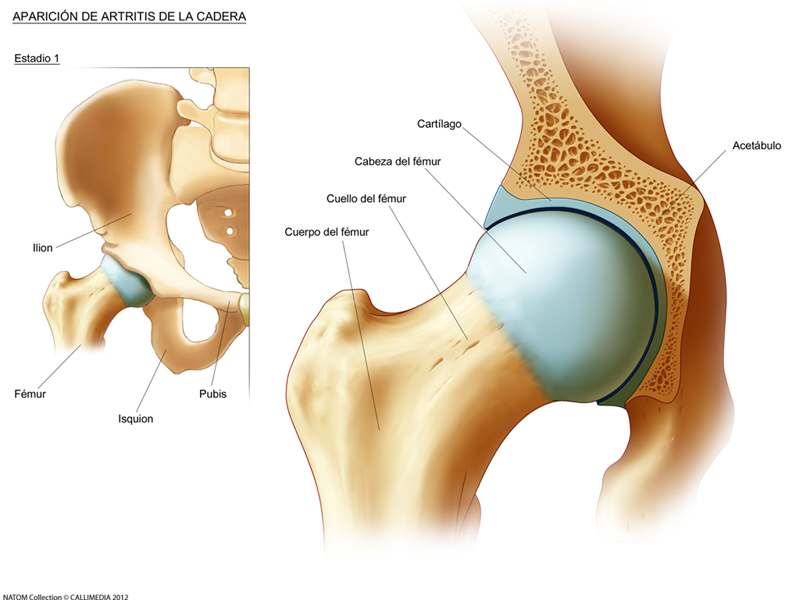 APARICIÓN DE ARTRITIS DE LA CADERA
Estadio 1
Cartílago
Acetábulo
Cabeza del fémur
Cuello del fémur
Cuerpo del fémur
Ilion
Fémur
Pubis
Isquion
NATOM Collection © CALLIMEDIA 2012